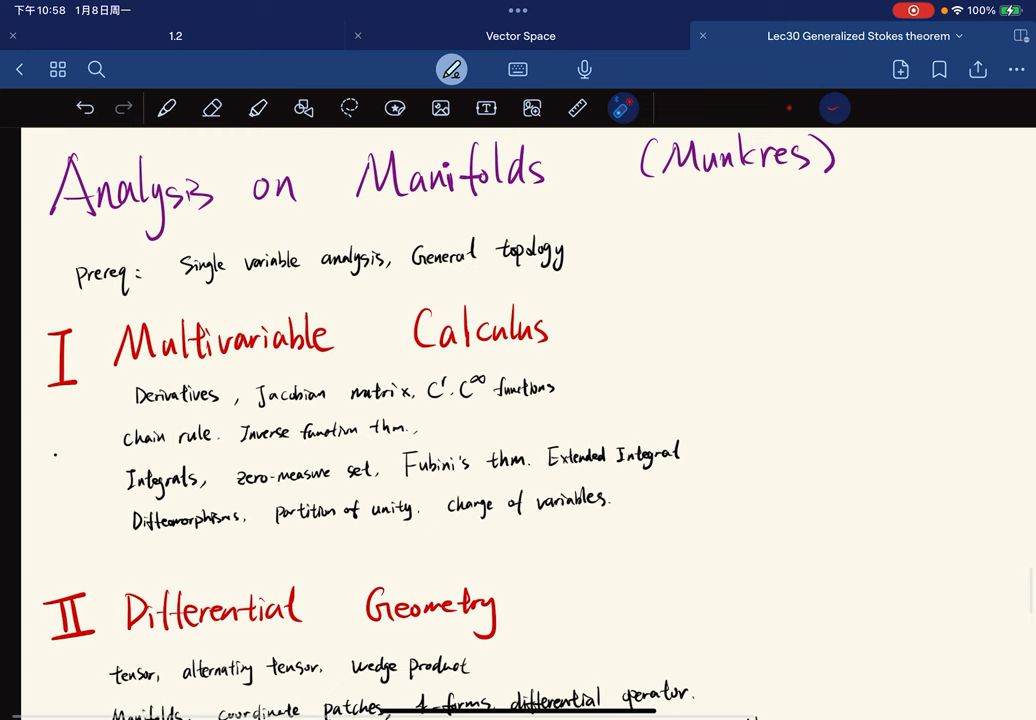 下午10:58 1月8日周一
100%
1.2
Vector Space
Lec30 Generalized Stokes theorem
Analysis on Manifolds (Munkres)
Prereq: Single variable analysis, General topology
I Multivariable Calculus
Derivatives, Jacobian matrix, C^r, C^∞ functions
chain rule. Inverse function thm.,
Integrals, zero-measure set, Fubini's thm. Extended Integral
Diffeomorphisms, partition of unity. change of variables.
II Differential Geometry
tensor, alternating tensor, wedge product
Manifolds, coordinate patches, 1-forms, differential operator.